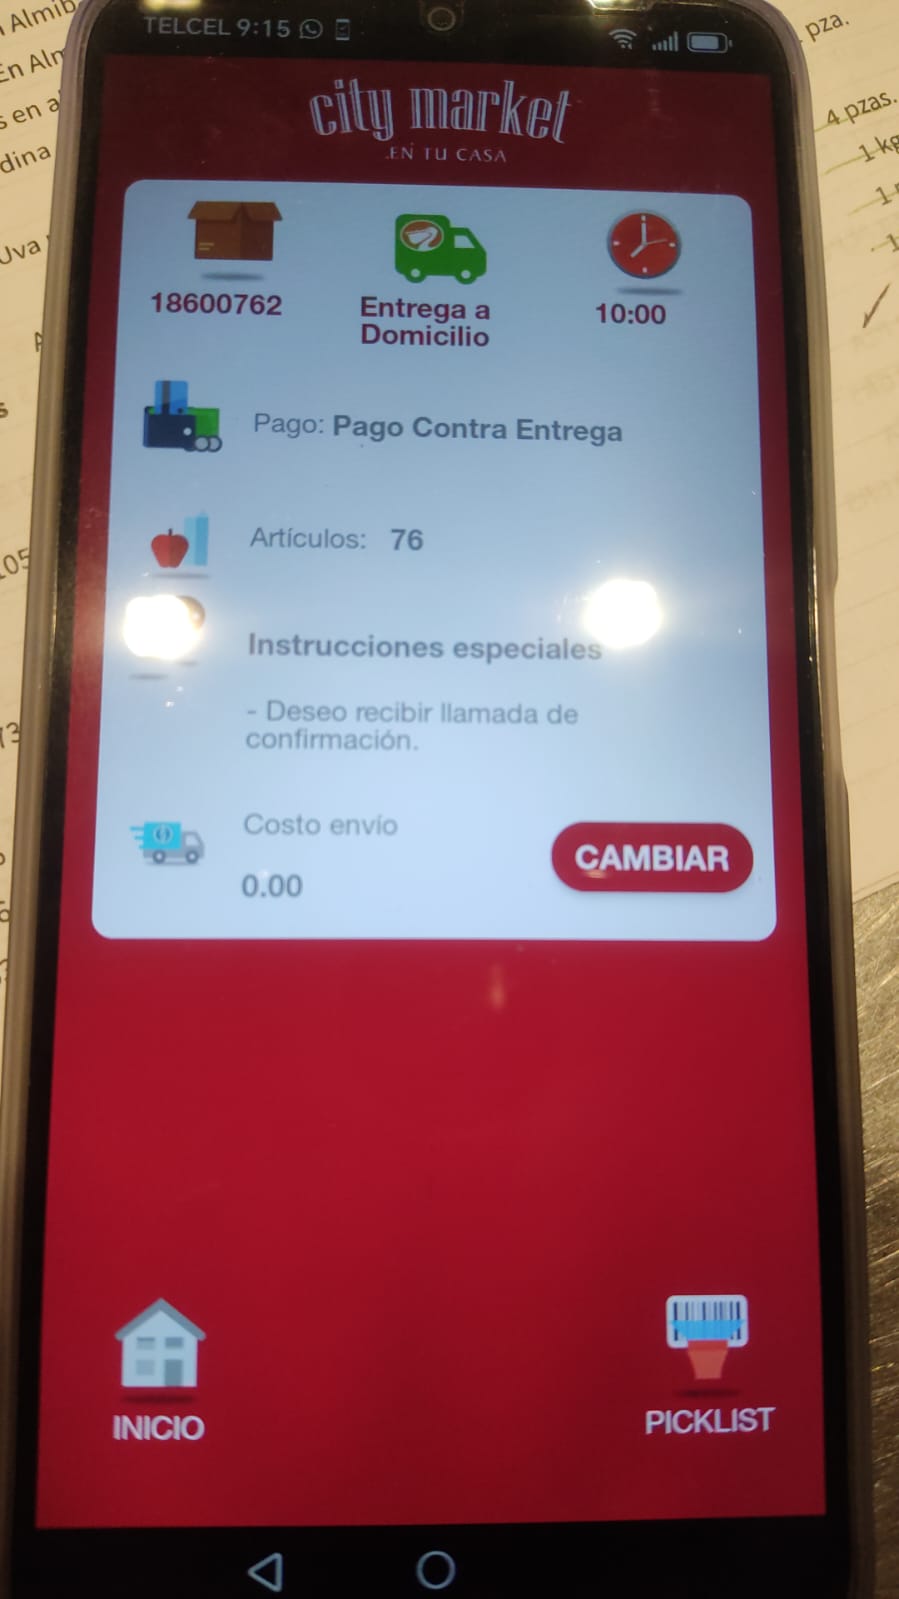 TELCEL 9:15
city market
EN TU CASA
18600762
Entrega a
Domicilio
10:00
Pago: Pago Contra Entrega
Artículos: 76
Instrucciones especiales
- Deseo recibir llamada de
confirmación.
Costo envío
0.00
CAMBIAR
INICIO
PICKLIST
Almib
En Alm
s en a
dina
Uva
pza.
4 pzas.
1 kg